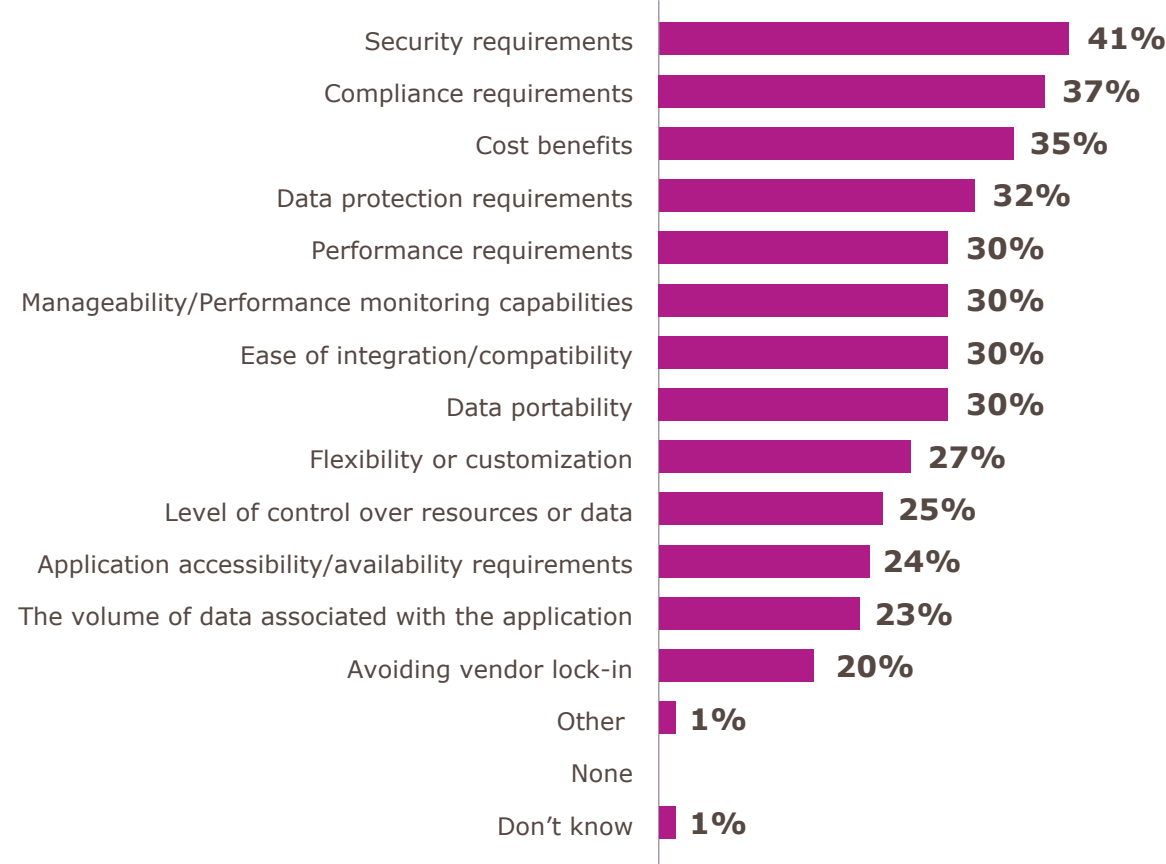 Security requirements 41%
Compliance requirements 37%
Cost benefits 35%
Data protection requirements 32%
Performance requirements 30%
Manageability/Performance monitoring capabilities 30%
Ease of integration/compatibility 30%
Data portability 30%
Flexibility or customization 27%
Level of control over resources or data 25%
Application accessibility/availability requirements 24%
The volume of data associated with the application 23%
Avoiding vendor lock-in 20%
Other 1%
None
Don’t know 1%